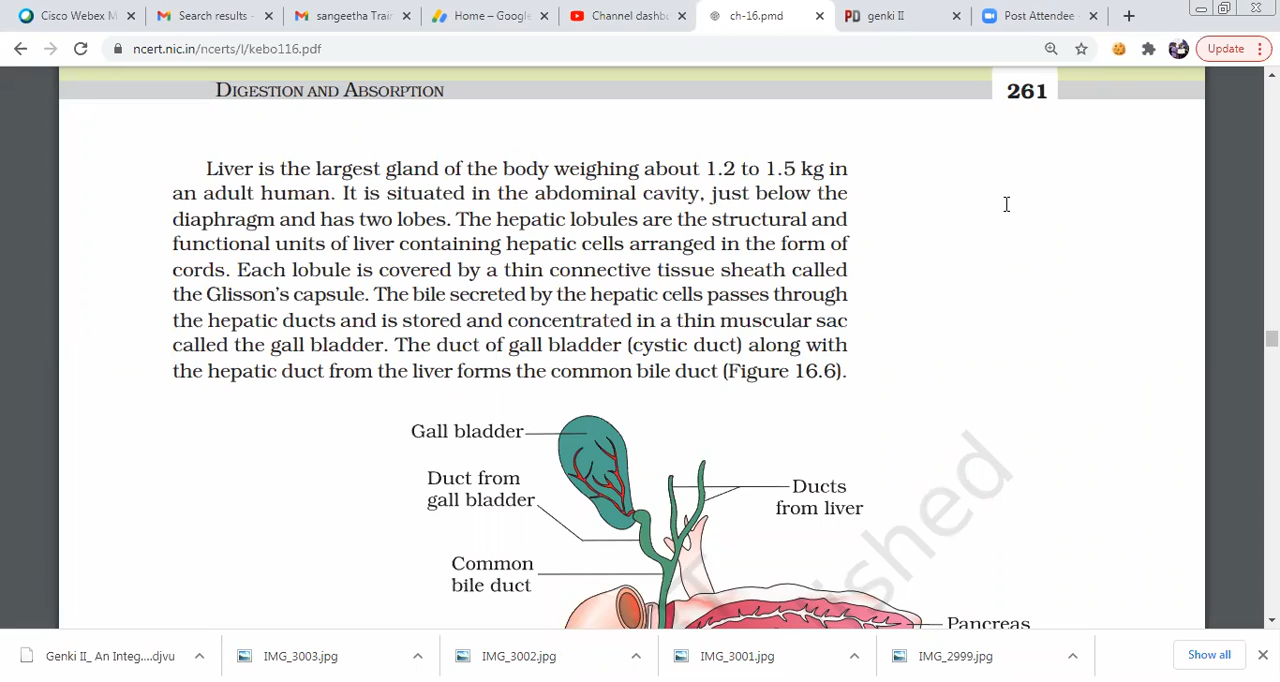 Cisco Webex M
Search results -
sangeetha Trai
Home – Google
Channel dashb
ch-16.pmd
PD genki II
Post Attendee -
ncert.nic.in/ncerts/l/kebo116.pdf
Update
DIGESTION AND ABSORPTION
261
Liver is the largest gland of the body weighing about 1.2 to 1.5 kg in
an adult human. It is situated in the abdominal cavity, just below the
diaphragm and has two lobes. The hepatic lobules are the structural and
functional units of liver containing hepatic cells arranged in the form of
cords. Each lobule is covered by a thin connective tissue sheath called
the Glisson's capsule. The bile secreted by the hepatic cells passes through
the hepatic ducts and is stored and concentrated in a thin muscular sac
called the gall bladder. The duct of gall bladder (cystic duct) along with
the hepatic duct from the liver forms the common bile duct (Figure 16.6).
Gall bladder
Duct from
gall bladder
Ducts
from liver
Common
bile duct
Pancreas
Genki II_ An Integ....djvu
IMG_3003.jpg
IMG_3002.jpg
IMG_3001.jpg
IMG_2999.jpg
Show all